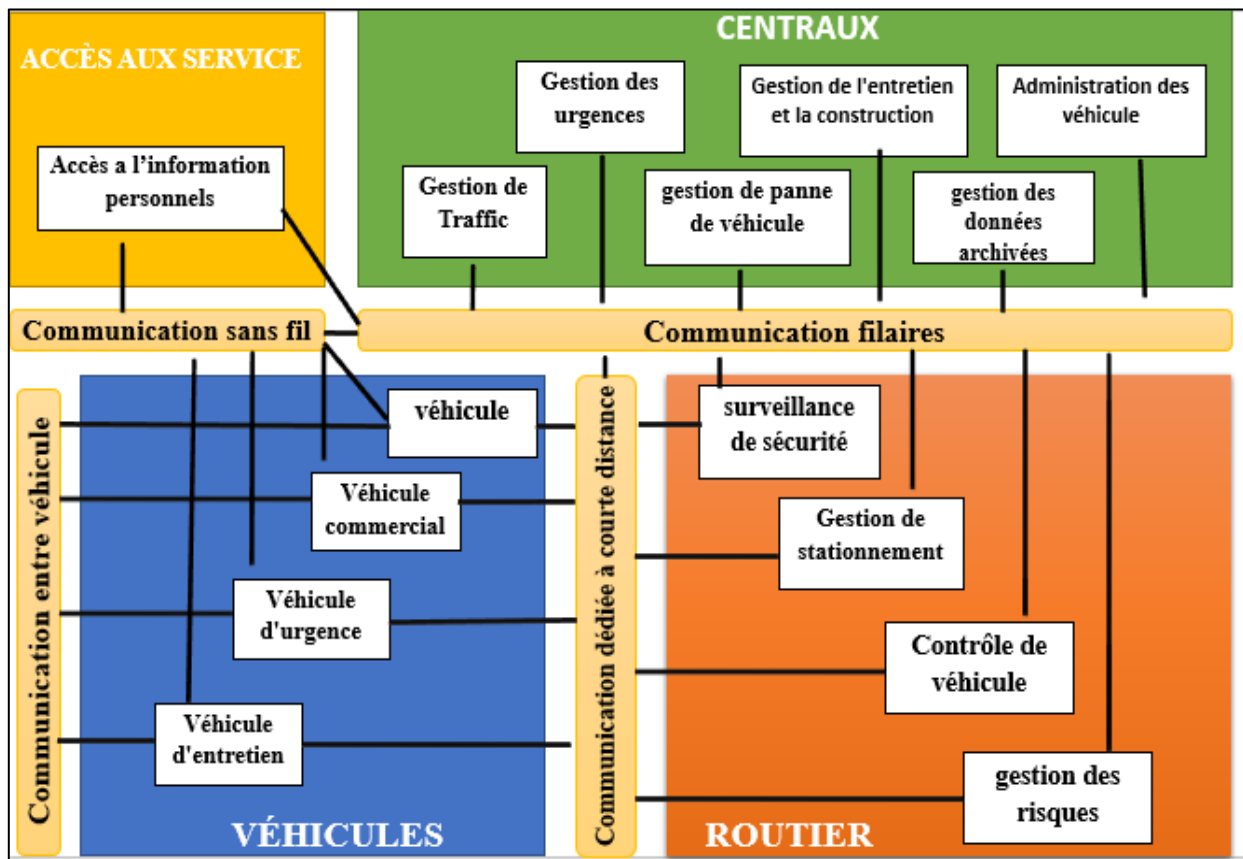 ACCÈS AUX SERVICE
Accès a l'information
personnels
CENTRAUX
Gestion des
urgences
Gestion de l'entretien
et la construction
Administration des
véhicule
Gestion de
Traffic
gestion de panne
de véhicule
gestion des
données
archivées
Communication sans fil
Communication filaires
Communication entre véhicule
véhicule
Véhicule
commercial
Véhicule
d'urgence
Véhicule
d'entretien
VÉHICULES
Communication dédiée à courte distance
surveillance
de sécurité
Gestion de
stationnement
Contrôle de
véhicule
gestion des
risques
ROUTIER